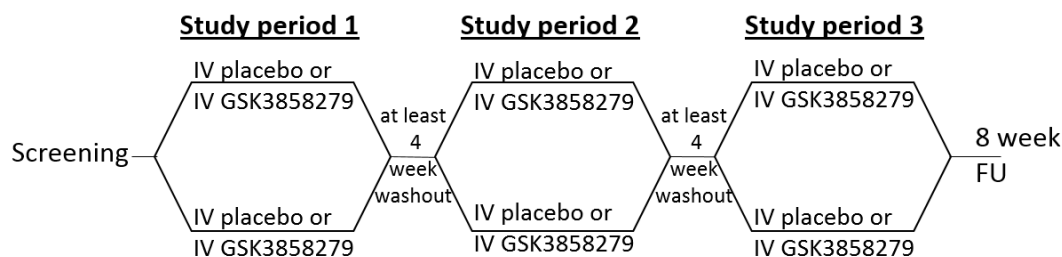 Study period 1
Study period 2
Study period 3
IV placebo or
IV GSK3858279
IV placebo or
IV GSK3858279
IV placebo or
IV GSK3858279
Screening
at least
4
week
washout
at least
4
week
washout
8 week
FU
IV placebo or
IV GSK3858279
IV placebo or
IV GSK3858279
IV placebo or
IV GSK3858279